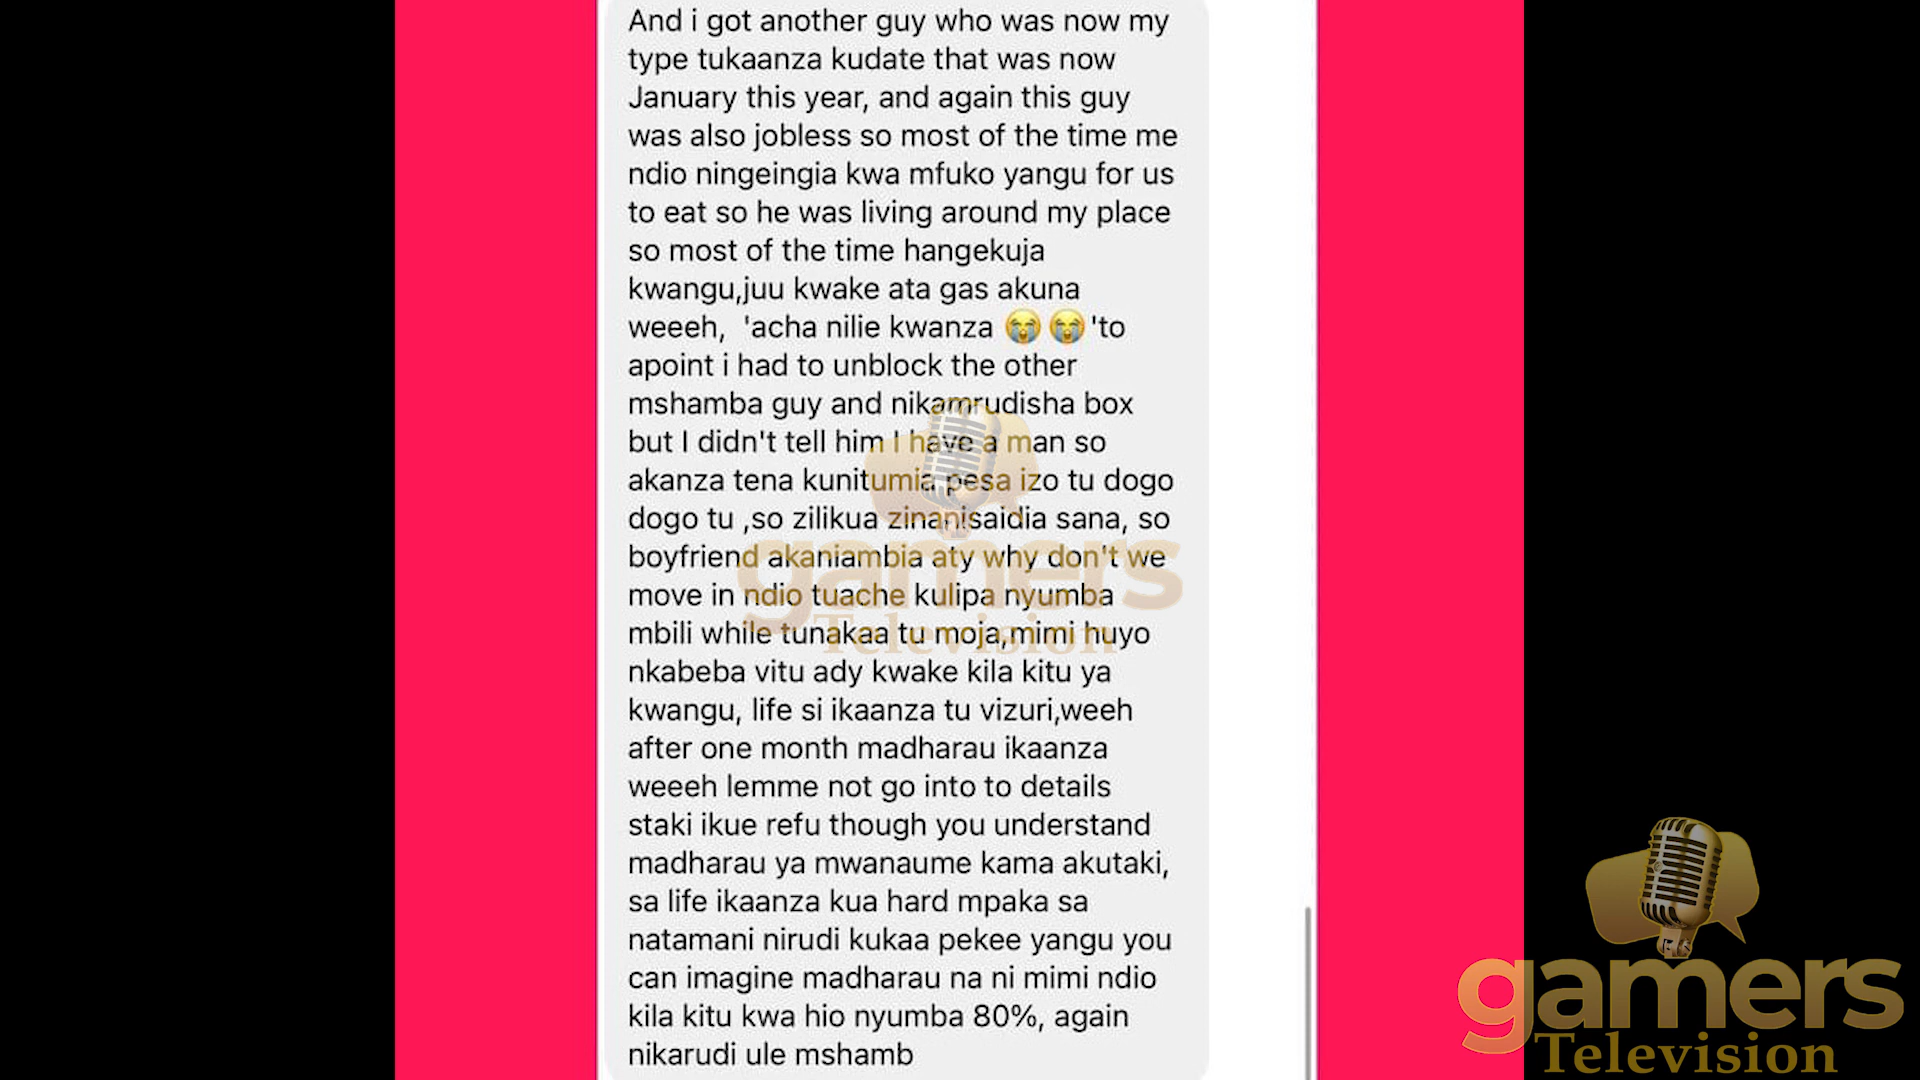 And i got another guy who was now my
type tukaanza kudate that was now
January this year, and again this guy
was also jobless so most of the time me
ndio ningeingia kwa mfuko yangu for us
to eat so he was living around my place
so most of the time hangekuja
kwangu,juu kwake ata gas akuna
weeeh, 'acha nilie kwanza 😭😭'to
apoint i had to unblock the other
mshamba guy and nikamrudisha box
but I didn't tell him I have a man so
akanza tena kunitumia pesa izo tu dogo
dogo tu ,so zilikua zinanisaidia sana, so
boyfriend akaniambia aty why don't we
move in ndio tuache kulipa nyumba
mbili while tunakaa tu moja,mimi huyo
nkabeba vitu ady kwake kila kitu ya
kwangu, life si ikaanza tu vizuri,weeh
after one month madharau ikaanza
weeeh lemme not go into to details
staki ikue refu though you understand
madharau ya mwanaume kama akutaki,
sa life ikaanza kua hard mpaka sa
natamani nirudi kukaa pekee yangu you
can imagine madharau na ni mimi ndio
kila kitu kwa hio nyumba 80%, again
nikarudi ule mshamb
gamers
Television
gamers
Television